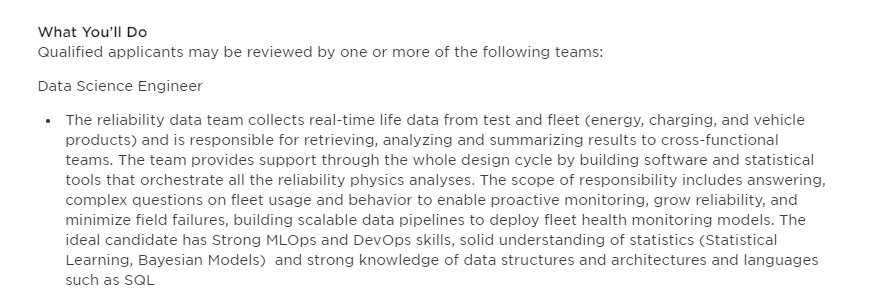 What You'll Do
Qualified applicants may be reviewed by one or more of the following teams:
Data Science Engineer
• The reliability data team collects real-time life data from test and fleet (energy, charging, and vehicle
products) and is responsible for retrieving, analyzing and summarizing results to cross-functional
teams. The team provides support through the whole design cycle by building software and statistical
tools that orchestrate all the reliability physics analyses. The scope of responsibility includes answering,
complex questions on fleet usage and behavior to enable proactive monitoring, grow reliability, and
minimize field failures, building scalable data pipelines to deploy fleet health monitoring models. The
ideal candidate has Strong MLOps and DevOps skills, solid understanding of statistics (Statistical
Learning, Bayesian Models)  and strong knowledge of data structures and architectures and languages
such as SQL